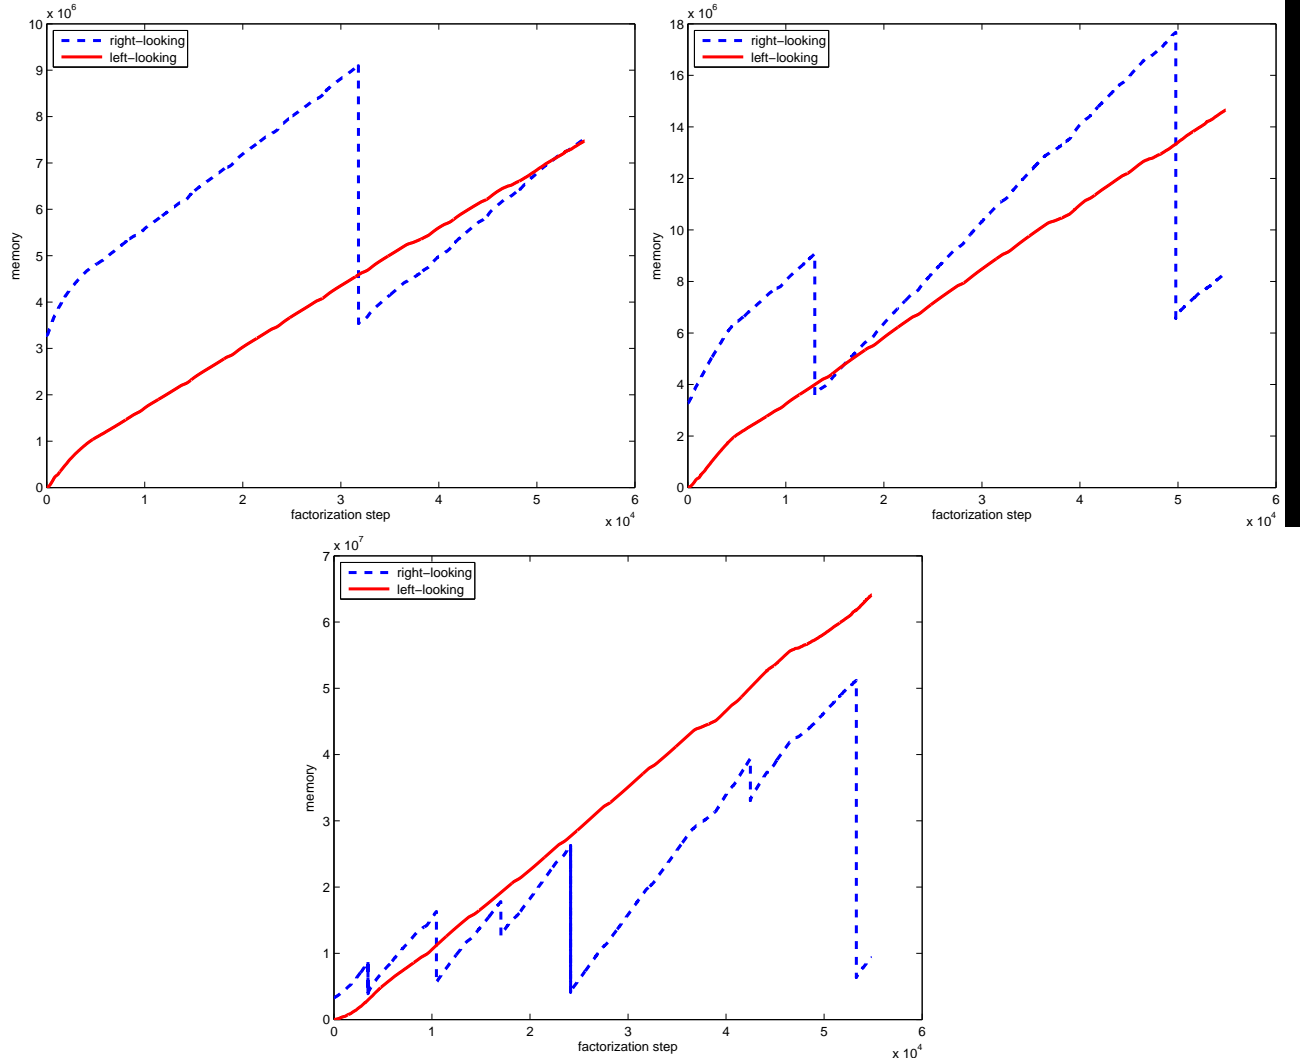 x 10^6
10
9
8
7
6
5
4
3
2
1
0
memory
right−looking
left−looking
0 1 2 3 4 5 6
factorization step
x 10^4
x 10^6
18
16
14
12
10
8
6
4
2
0
memory
right−looking
left−looking
0 1 2 3 4 5 6
factorization step
x 10^4
x 10^7
7
6
5
4
3
2
1
0
memory
right−looking
left−looking
0 1 2 3 4 5 6
factorization step
x 10^4